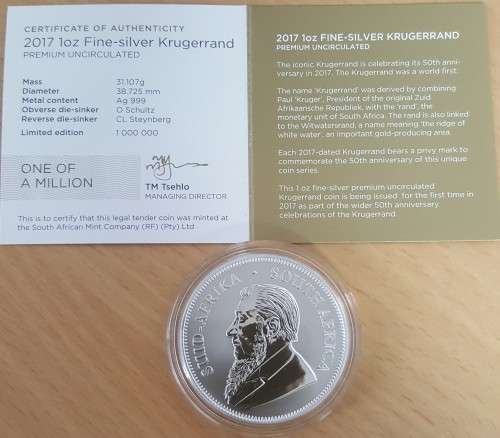 CERTIFICATE OF AUTHENTICITY
2017 1oz Fine-silver Krugerrand
PREMIUM UNCIRCULATED
Mass 31.107g
Diameter 38.725 mm
Metal content Ag 999
Obverse die-sinker O Schultz
Reverse die-sinker CL Steynberg
Limited edition 1 000 000
ONE OF
A MILLION
TM Tsehlo
MANAGING DIRECTOR
This is to certify that this legal tender coin was minted at
the South African Mint Company (RF) (Pty) Ltd
2017 1oz FINE-SILVER KRUGERRAND
PREMIUM UNCIRCULATED
The iconic Krugerrand is celebrating its 50th anni-
versary in 2017. The Krugerrand was a world first.
The name 'Krugerrand' was derived by combining
Paul 'Kruger', President of the original Zuid
Afrikaansche Republiek, with the 'rand', the
monetary unit of South Africa. The rand is also linked
to the Witwatersrand, a name meaning 'the ridge of
white water', an important gold-producing area.
Each 2017-dated Krugerrand bears a privy mark to
commemorate the 50th anniversary of this unique
coin series.
This 1 oz fine-silver premium uncirculated
Krugerrand coin is being issued for the first time in
2017 as part of the wider 50th anniversary
celebrations of the Krugerrand.
SUID-AFRIKA · SOUTH AFRICA